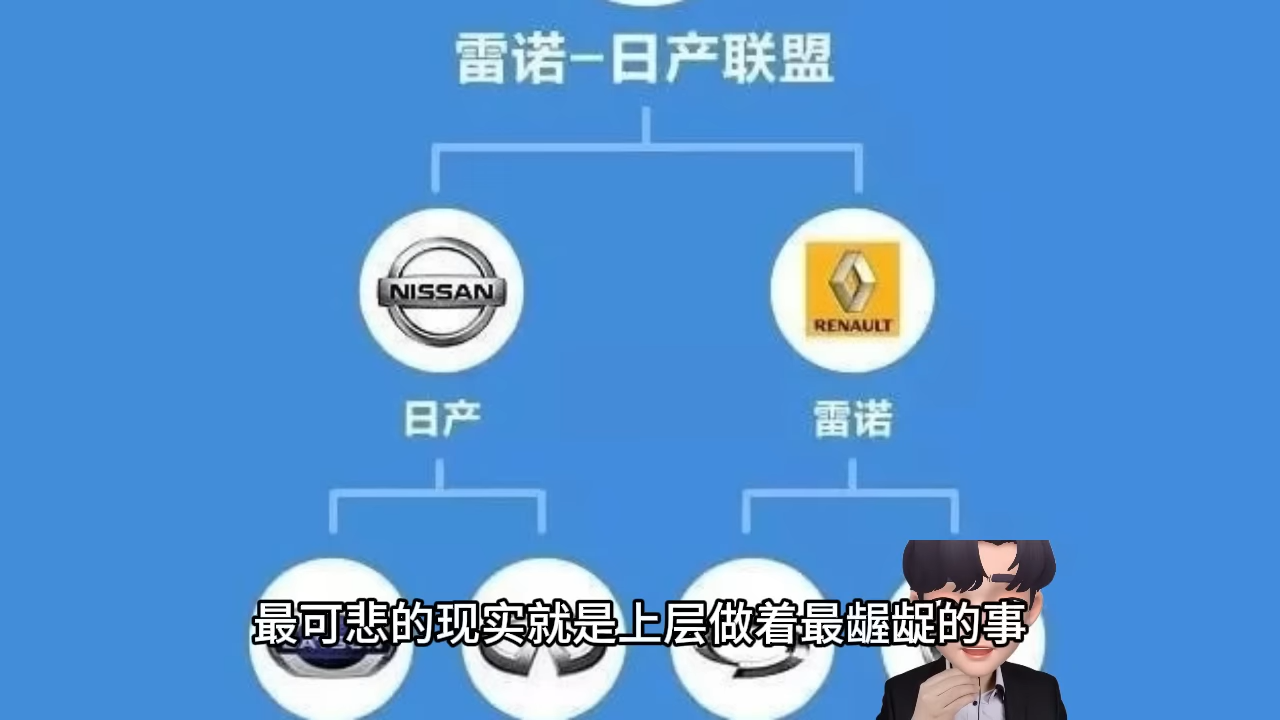 雷诺-日产联盟
NISSAN
RENAULT
日产
雷诺
最可悲的现实就是上层做着最龌龊的事